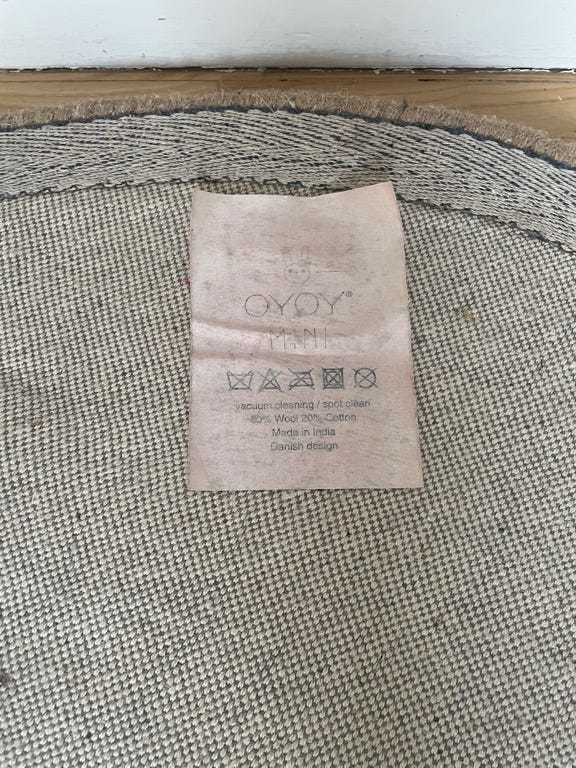 OYOY®
MINI
vacuum cleaning / spot clean
80% Wool 20% Cotton
Made in India
Danish design